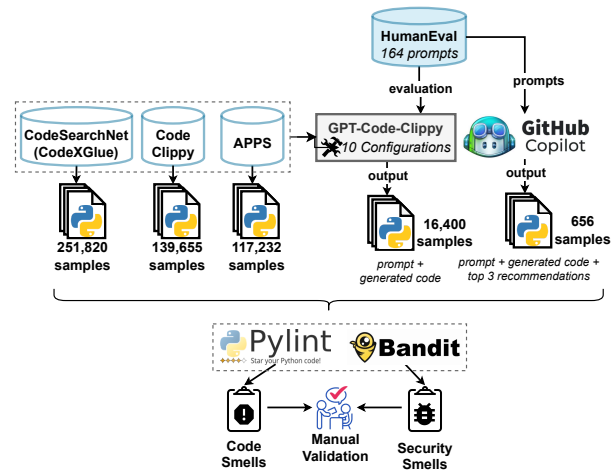 HumanEval
164 prompts
evaluation
prompts
CodeSearchNet
(CodeXGlue)
Code
Clippy
APPS
GPT-Code-Clippy
10 Configurations
GitHub
Copilot
output
output
251,820
samples
139,655
samples
117,232
samples
16,400
samples
656
samples
prompt +
generated code
prompt + generated code +
top 3 recommendations
Pylint
Star your Python code!
Bandit
Code
Smells
Manual
Validation
Security
Smells